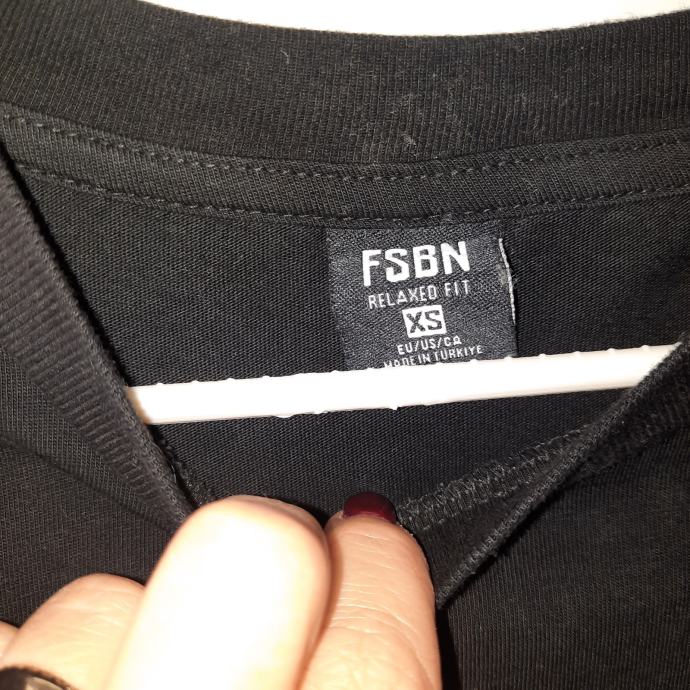 FSBN
RELAXED FIT
XS
EU/US/CA
MADE IN TURKIYE